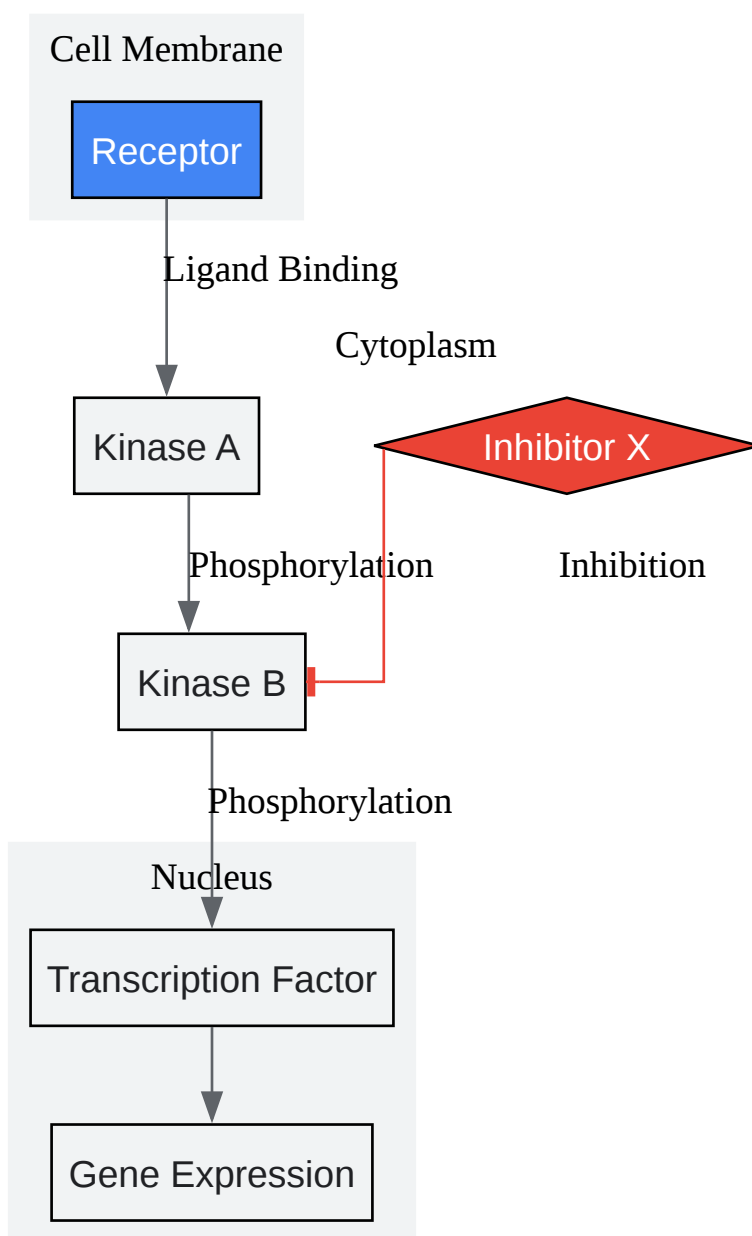 Cell Membrane
Receptor
Ligand Binding
Cytoplasm
Kinase A
Inhibitor X
Phosphorylation
Inhibition
Kinase B
Phosphorylation
Nucleus
Transcription Factor
Gene Expression